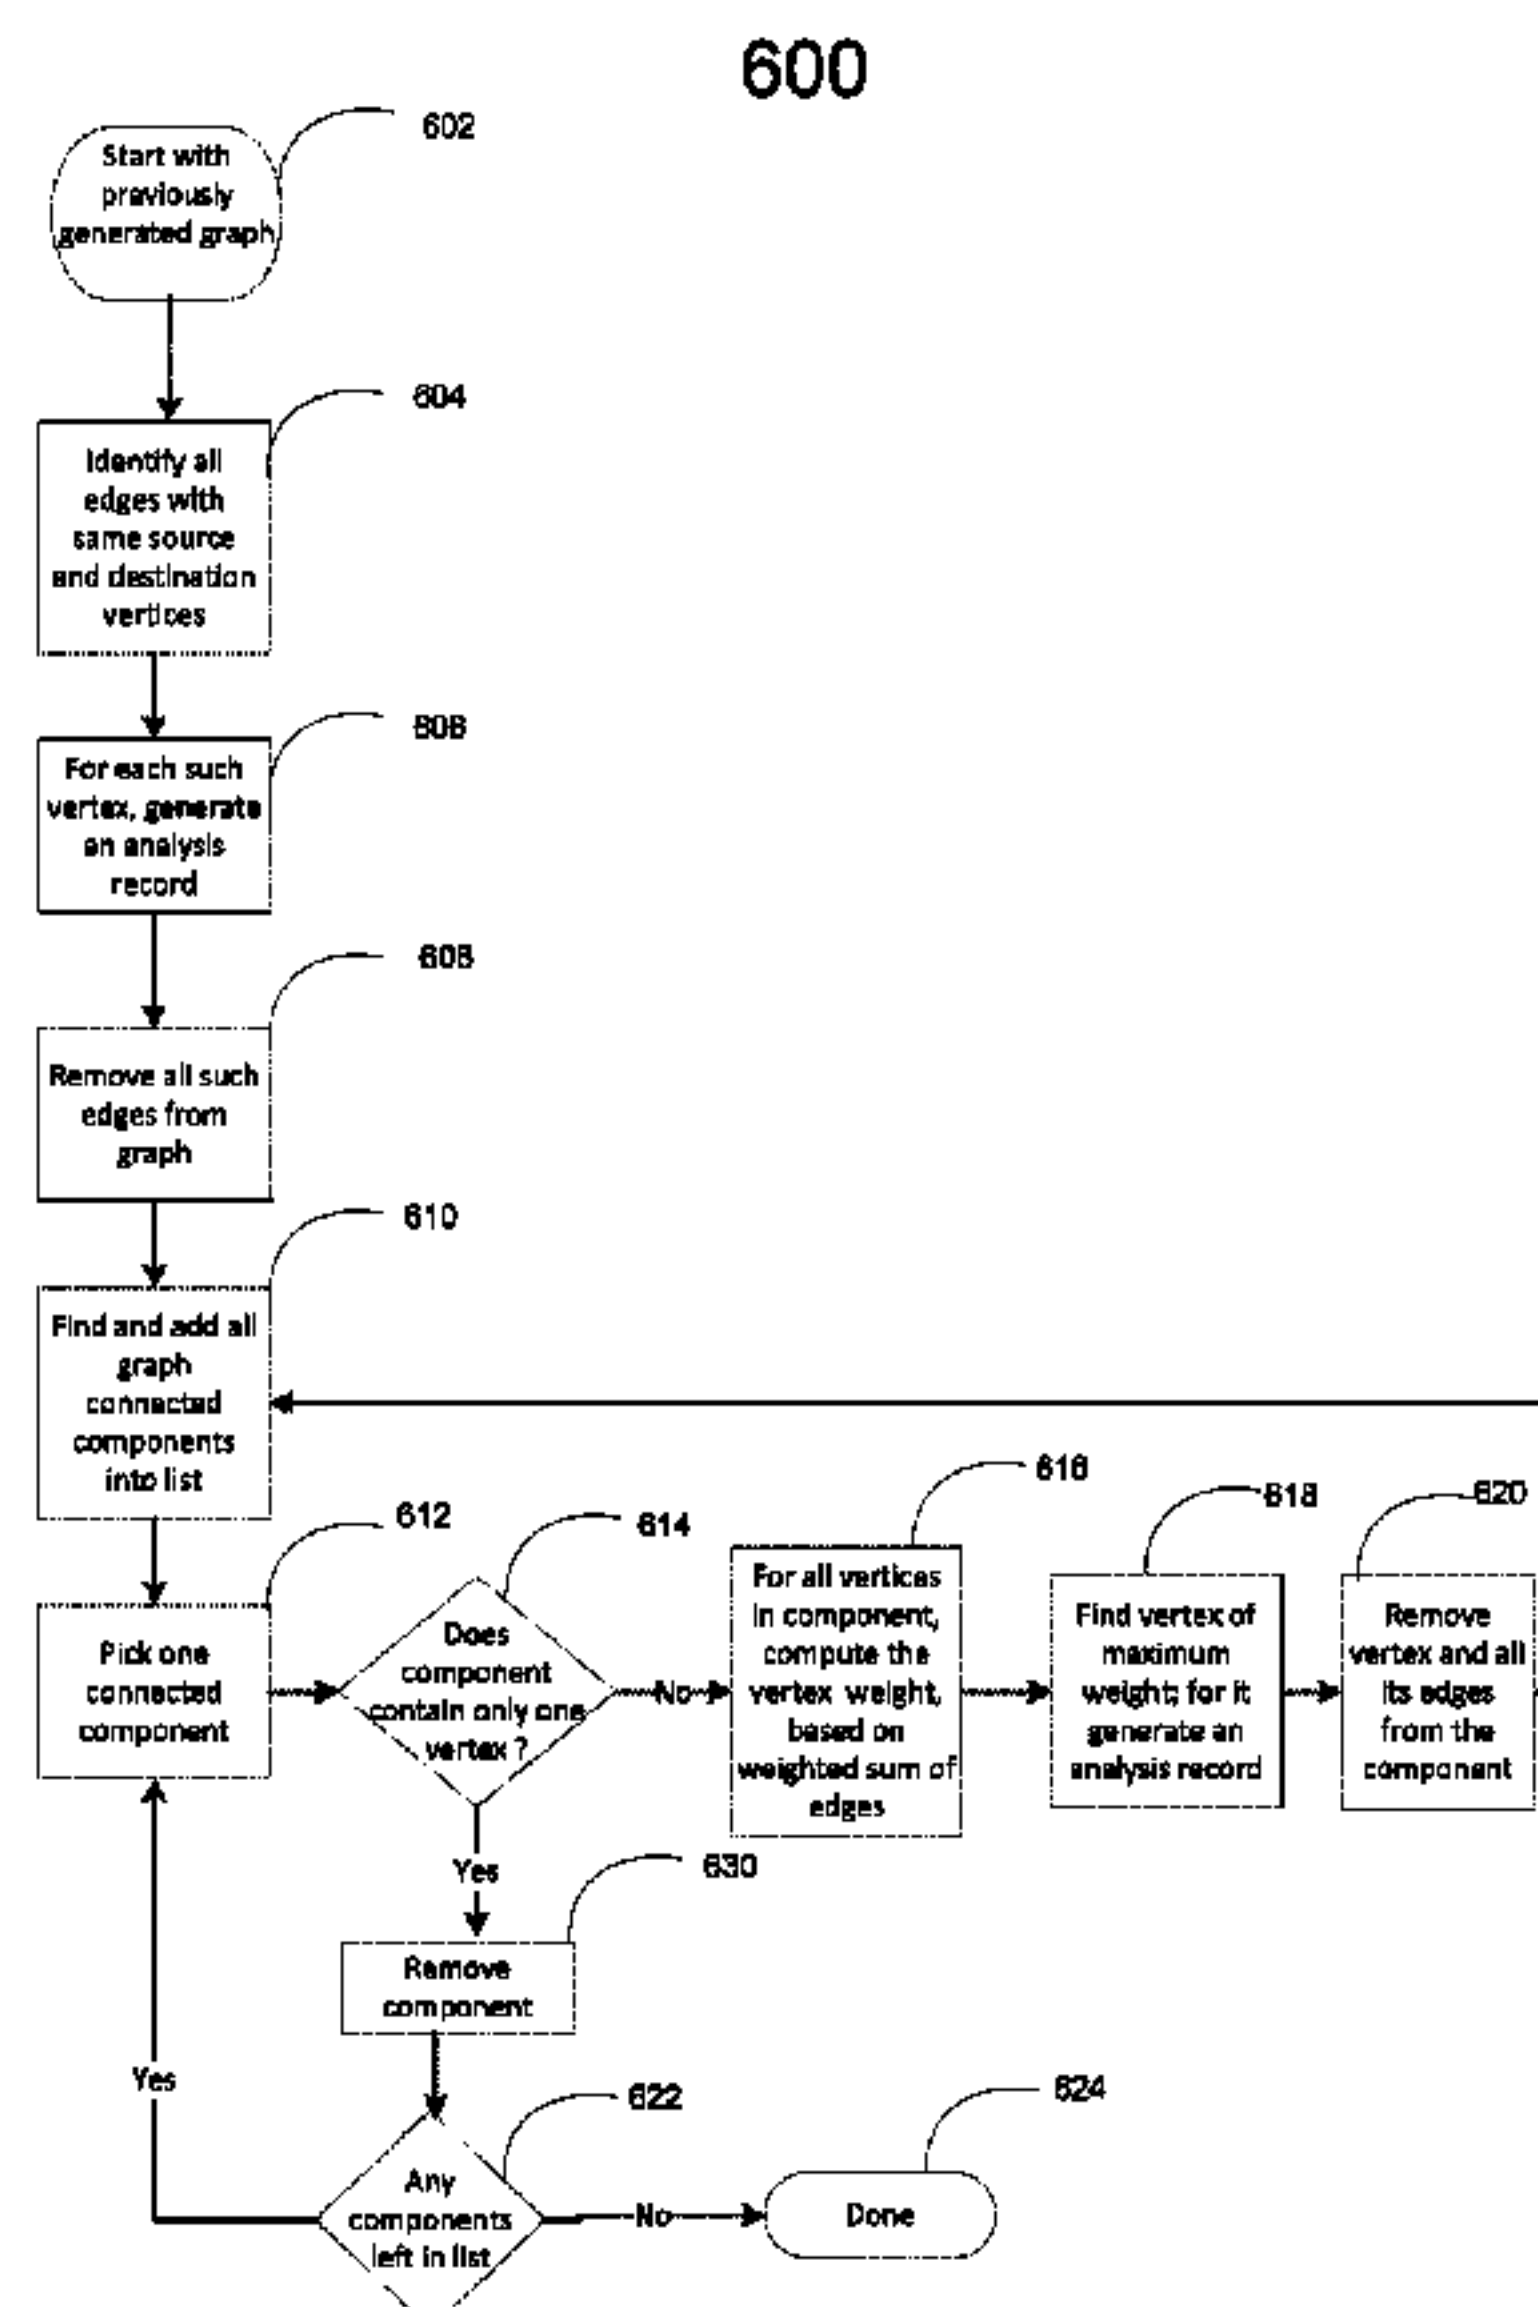 600
602
Start with
previously
generated graph
604
Identify all
edges with
same source
and destination
vertices
606
For each such
vertex, generate
an analysis
record
608
Remove all such
edges from
graph
610
Find and add all
graph
connected
components
into list
612
Pick one
connected
component
614
Does
component
contain only one
vertex ?
No
616
For all vertices
in component,
compute the
vertex weight,
based on
weighted sum of
edges
618
Find vertex of
maximum
weight; for it
generate an
analysis record
620
Remove
vertex and all
its edges
from the
component
Yes
630
Remove
component
Yes
622
Any
components
left in list
No
624
Done